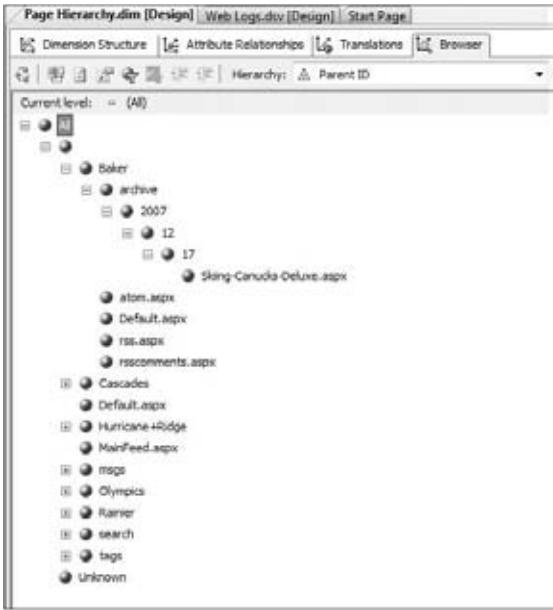 Page Hierarchy.dim [Design] Web Logs.dsv [Design] Start Page
Dimension Structure Attribute Relationships Translations Browser
Hierarchy: Parent ID
Current level: (All)
All
Baker
archive
2007
12
17
Skiing-Canucks-Deluxe.aspx
atom.aspx
Default.aspx
rss.aspx
rsscomments.aspx
Cascades
Default.aspx
Hurricane+Ridge
MainFeed.aspx
msgs
Olympics
Rainier
search
tags
Unknown